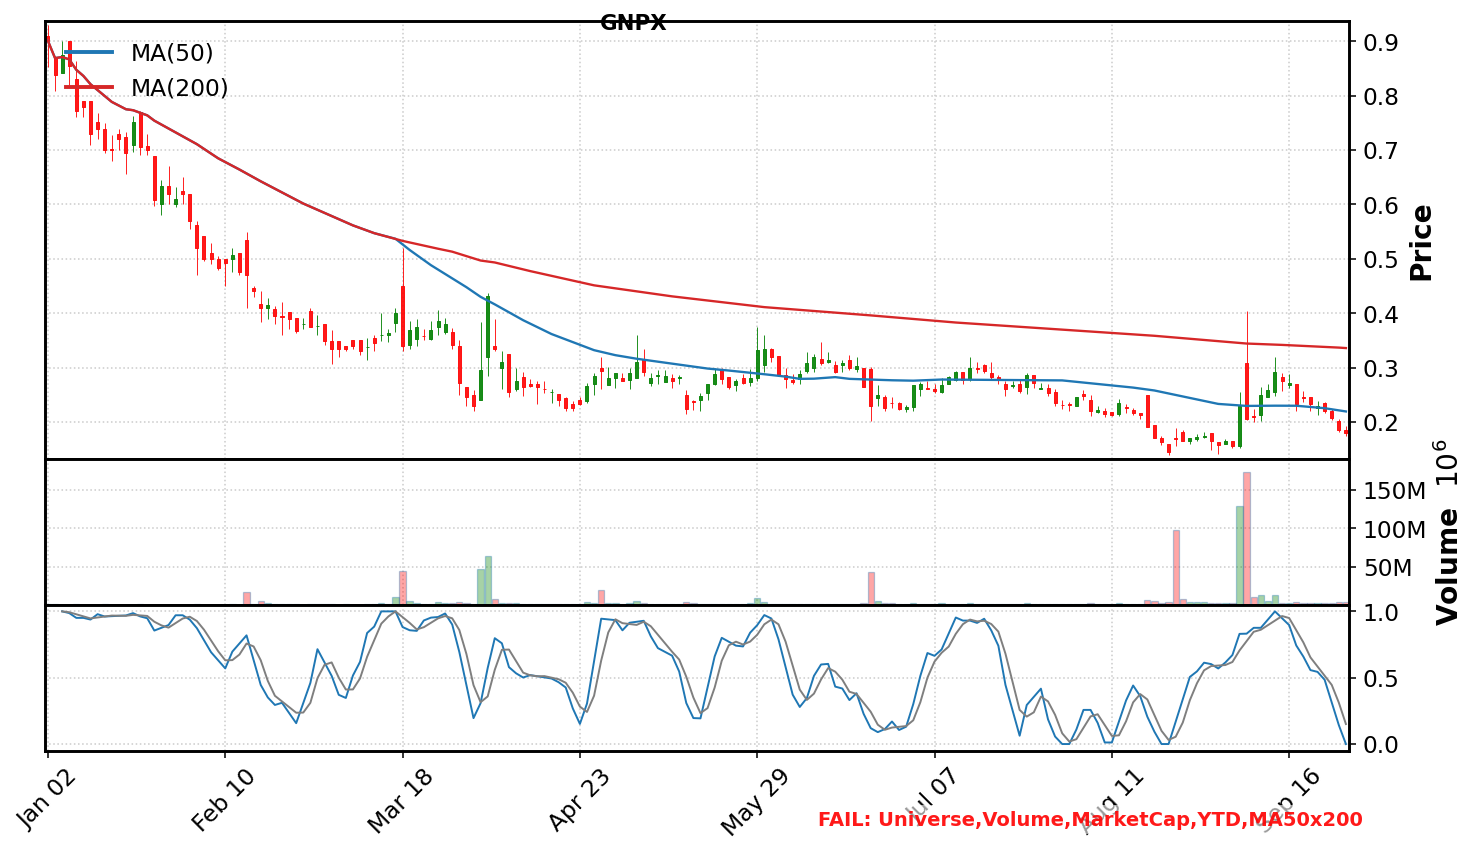 GNPX
MA(50)
MA(200)
0.9
0.8
0.7
0.6
0.5
0.4
0.3
0.2
Price
150M
100M
50M
Volume 10^6
1.0
0.5
0.0
Jan 02
Feb 10
Mar 18
Apr 23
May 29
Jul 07
Aug 11
Sep 16
FAIL: Universe,Volume,MarketCap,YTD,MA50x200